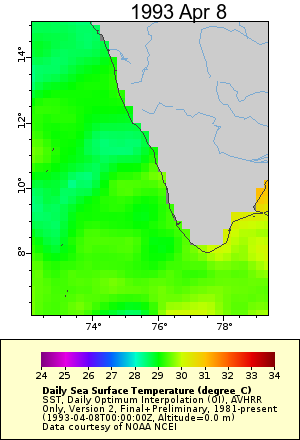 1993 Apr 8
14°
12°
10°
8°
74° 76° 78°
24 25 26 27 28 29 30 31 32 33 34
Daily Sea Surface Temperature (degree_C)
SST, Daily Optimum Interpolation (OI), AVHRR
Only, Version 2, Final+Preliminary, 1981-present
(1993-04-08T00:00:00Z, Altitude=0.0 m)
Data courtesy of NOAA NCEI